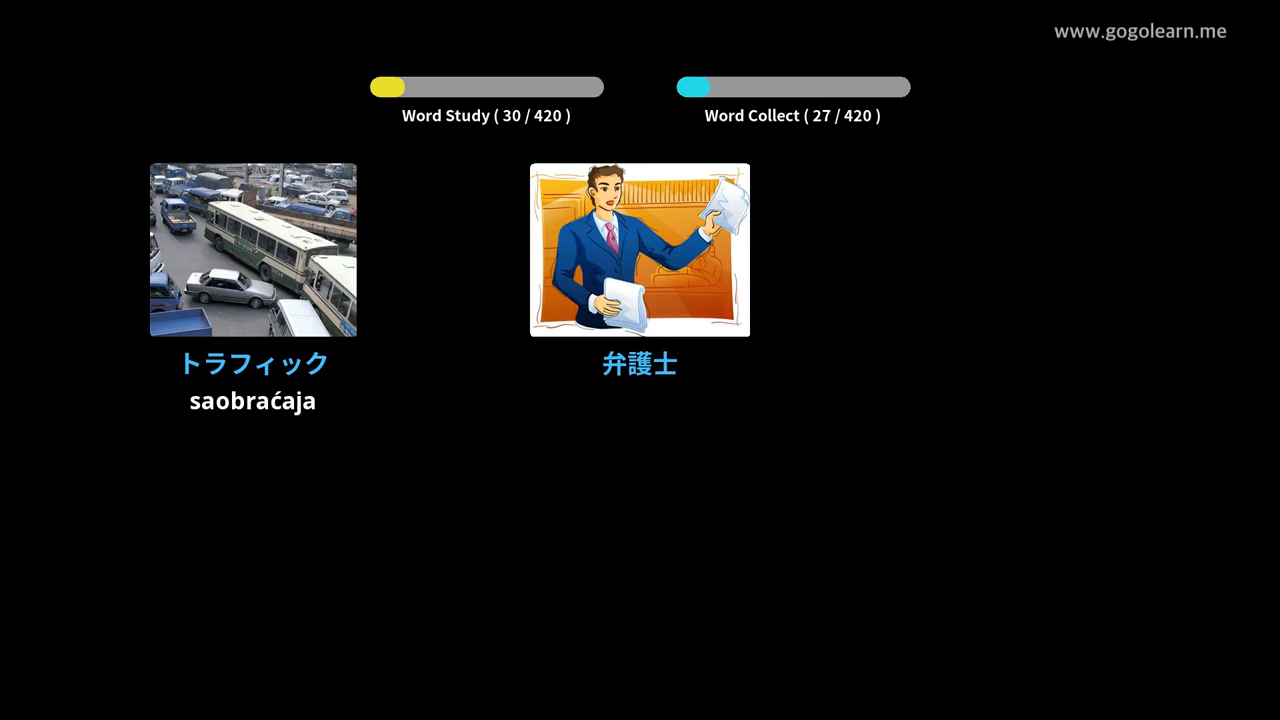 www.gogolearn.me
Word Study ( 30 / 420 )
Word Collect ( 27 / 420 )
トラフィック
saobraćaja
弁護士